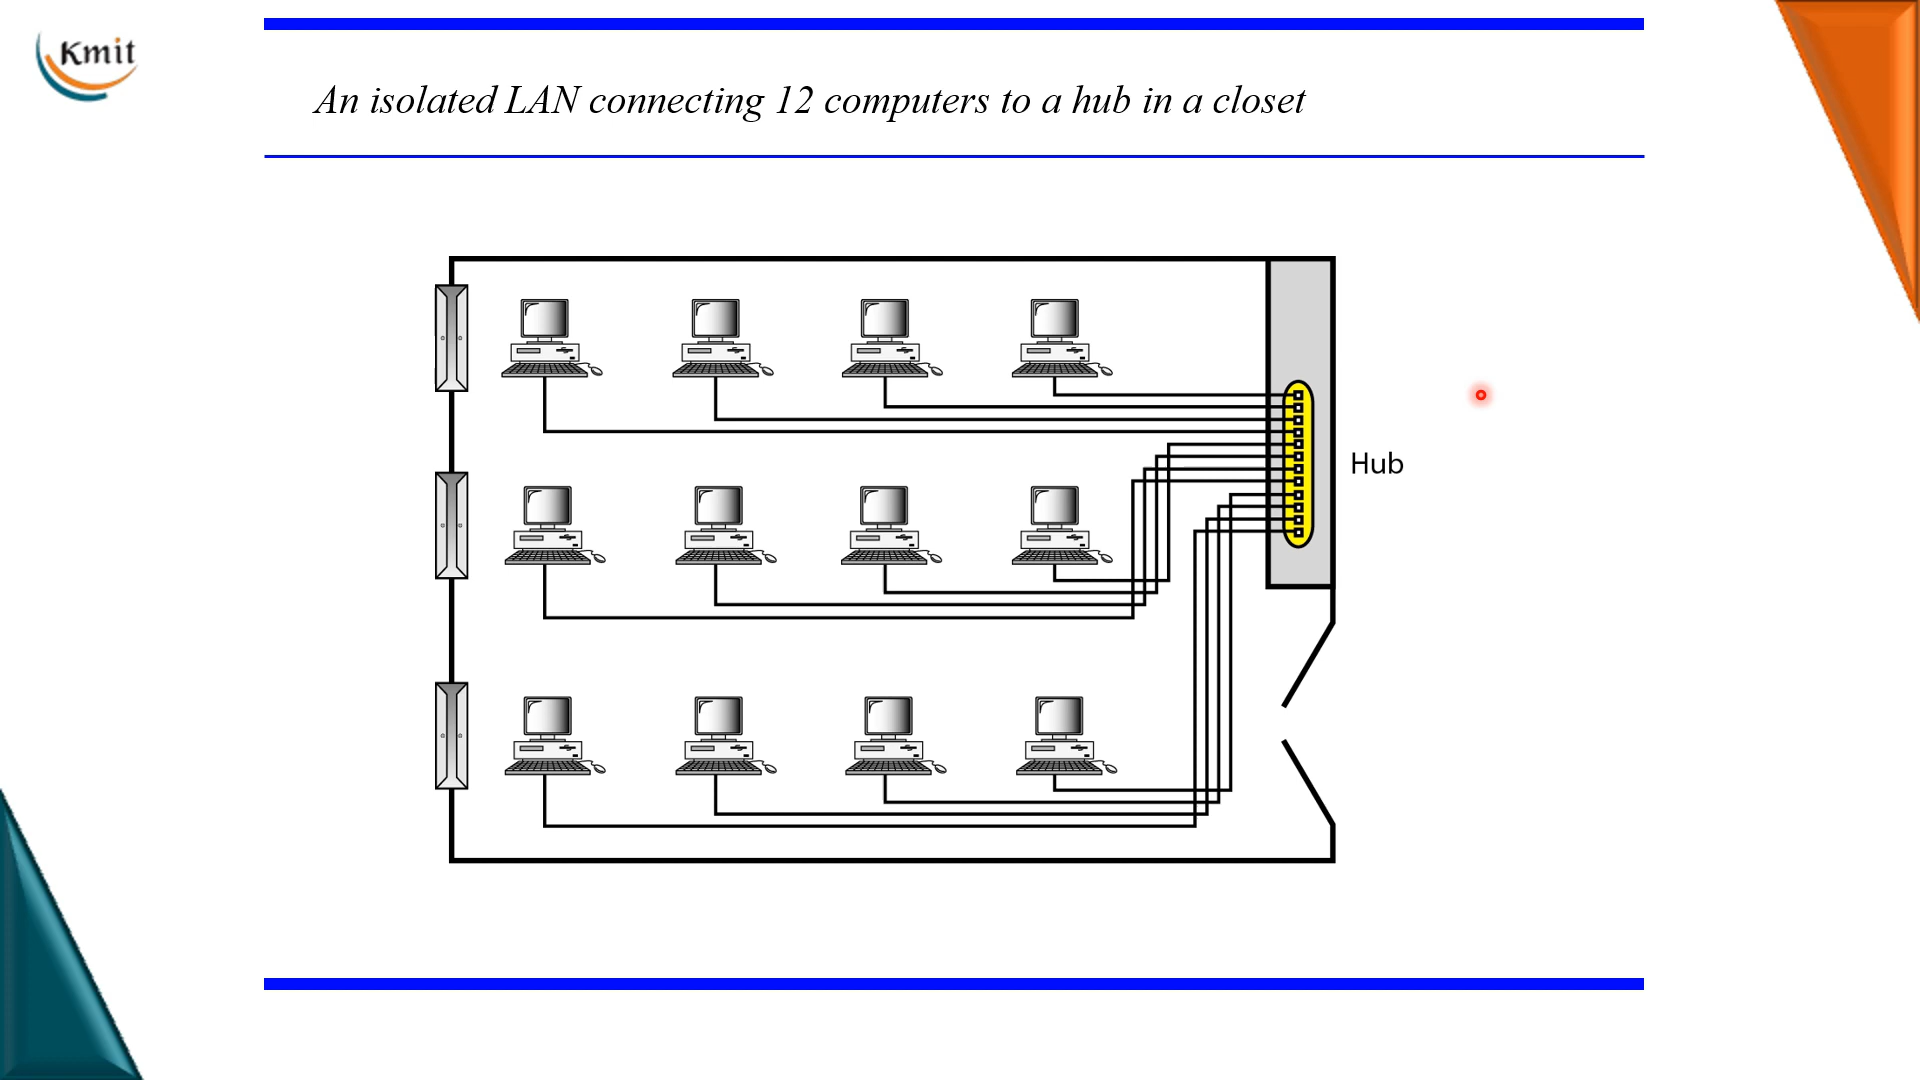 Kmit
An isolated LAN connecting 12 computers to a hub in a closet
Hub